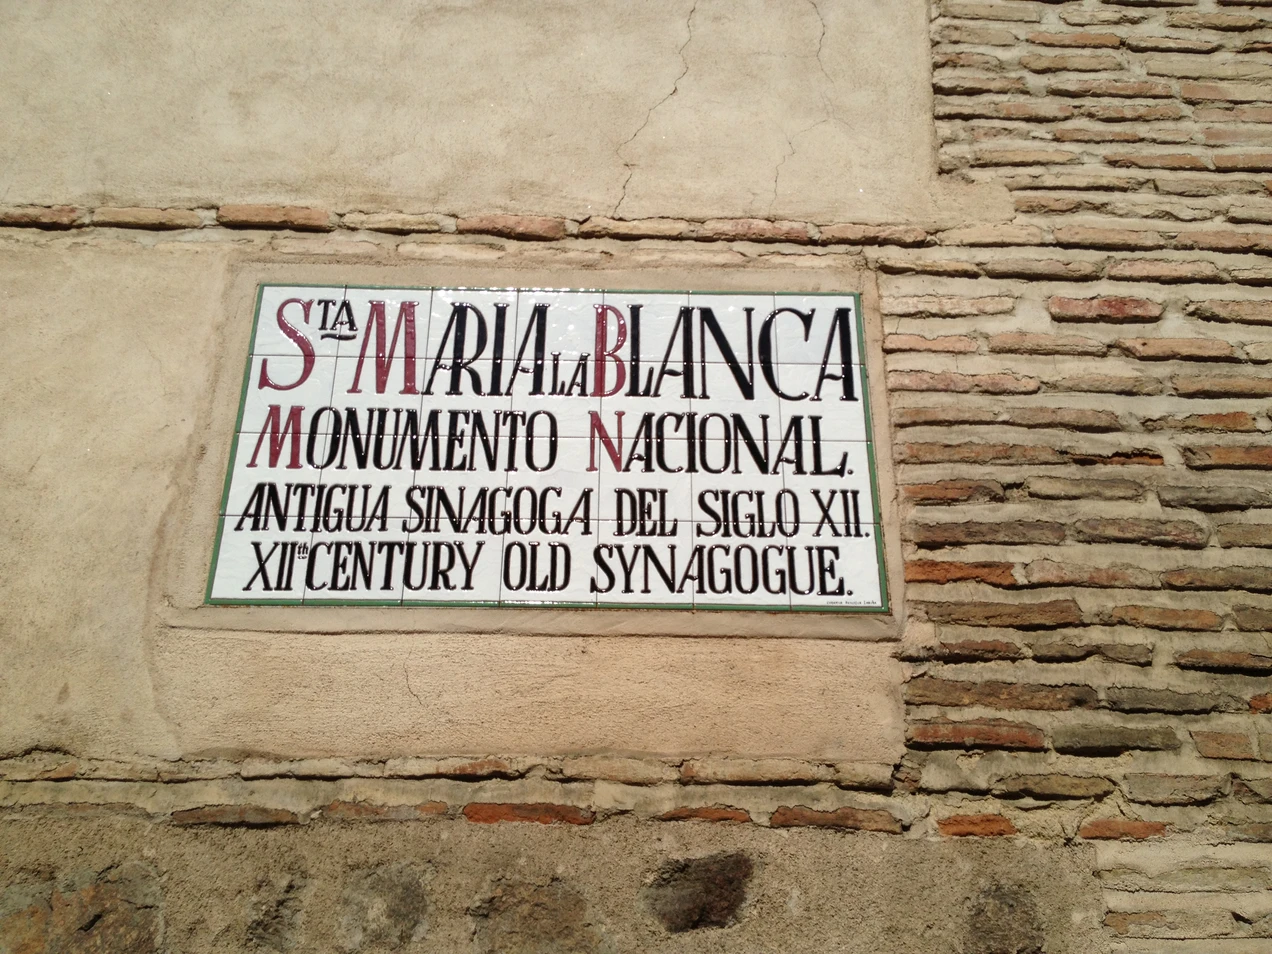 STA MARIA LA BLANCA
MONUMENTO NACIONAL.
ANTIGUA SINAGOGA DEL SIGLO XII.
XIIth CENTURY OLD SYNAGOGUE.